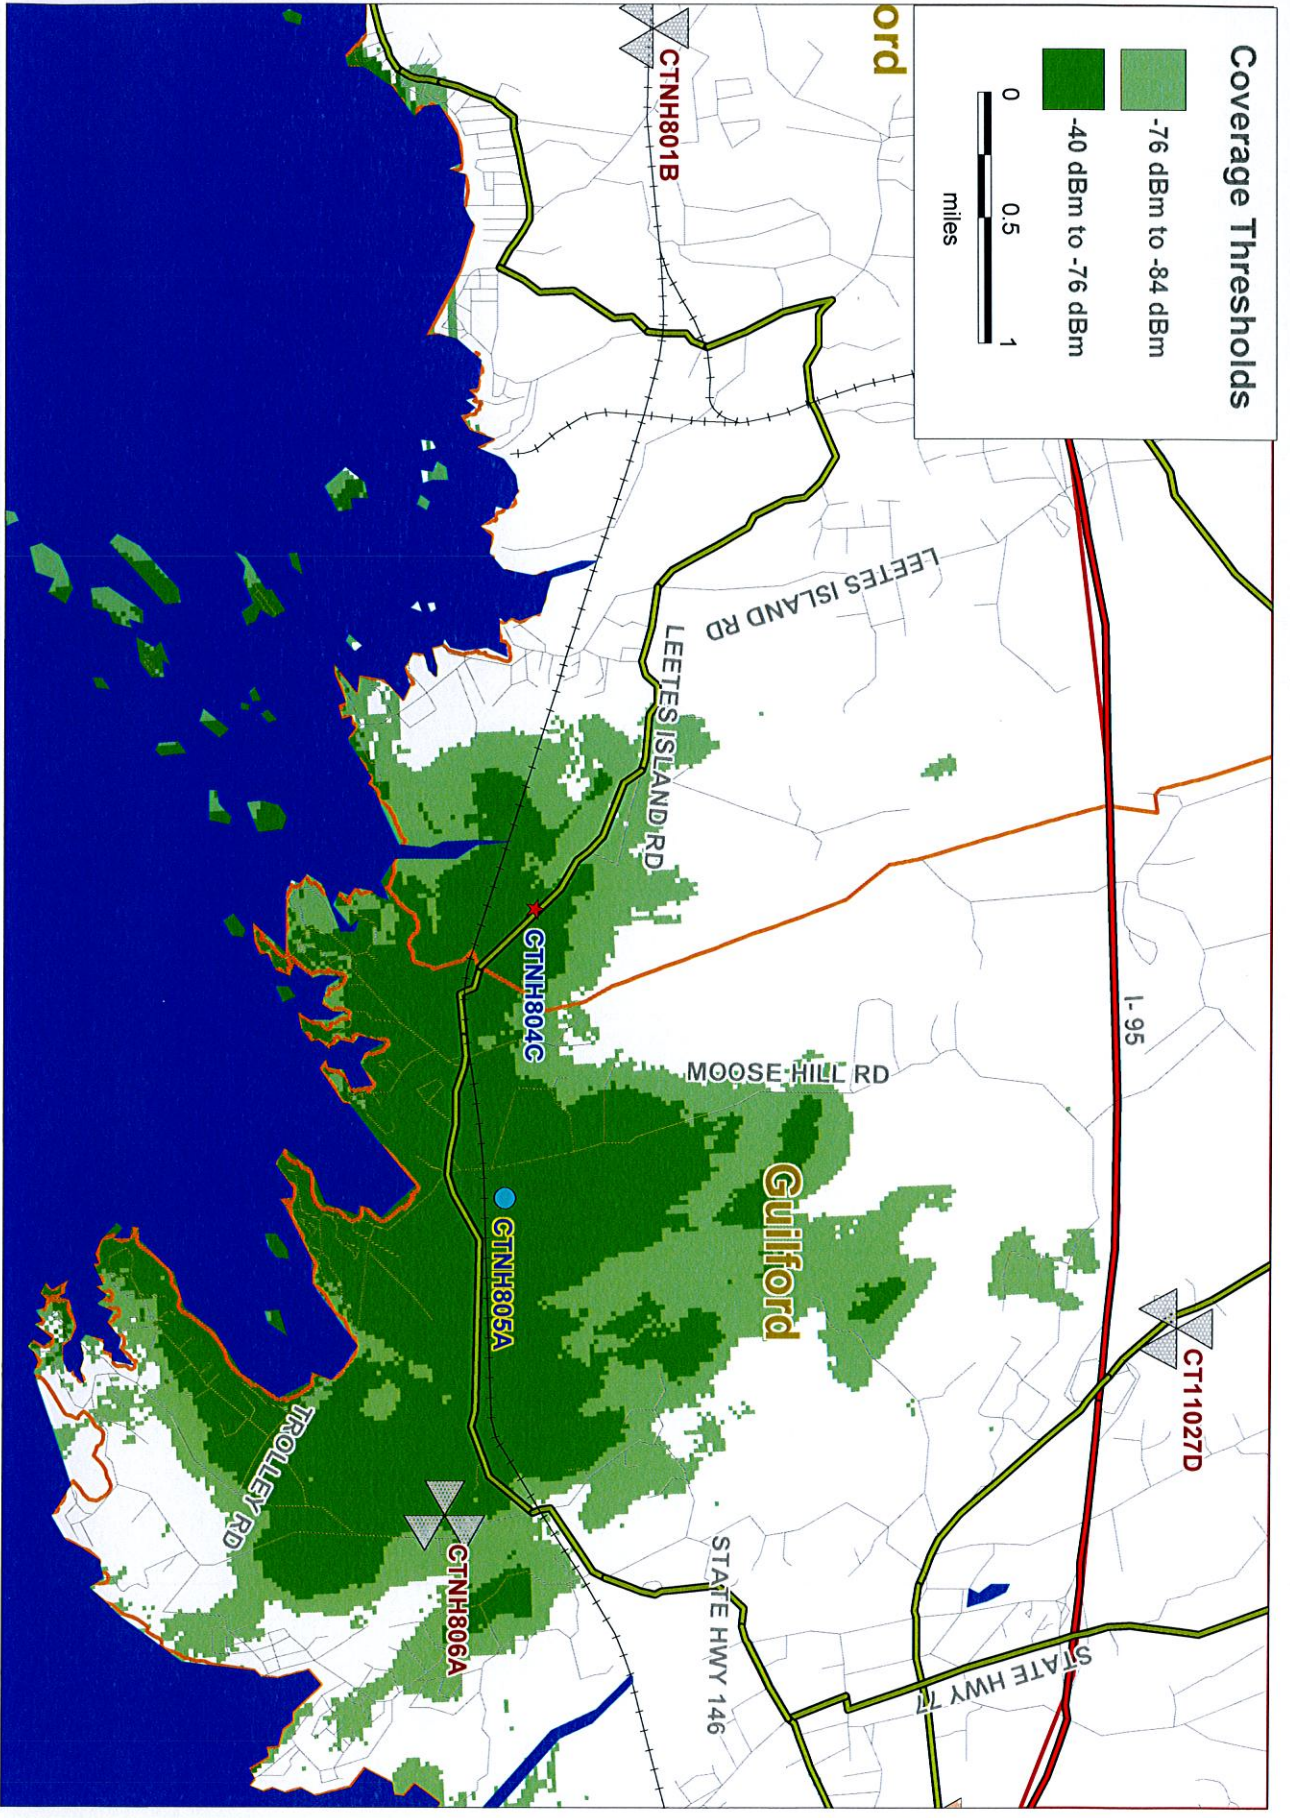 Coverage Thresholds
-76 dBm to -84 dBm
-40 dBm to -76 dBm
0 0.5 1
miles
ord
CTNH801B
LEETES ISLAND RD
LEETES ISLAND RD
I- 95
CT11027D
MOOSE HILL RD
Guilford
CTNH804C
CTNH805A
STATE HWY 77
STATE HWY 146
CTNH806A
TROLLEY RD